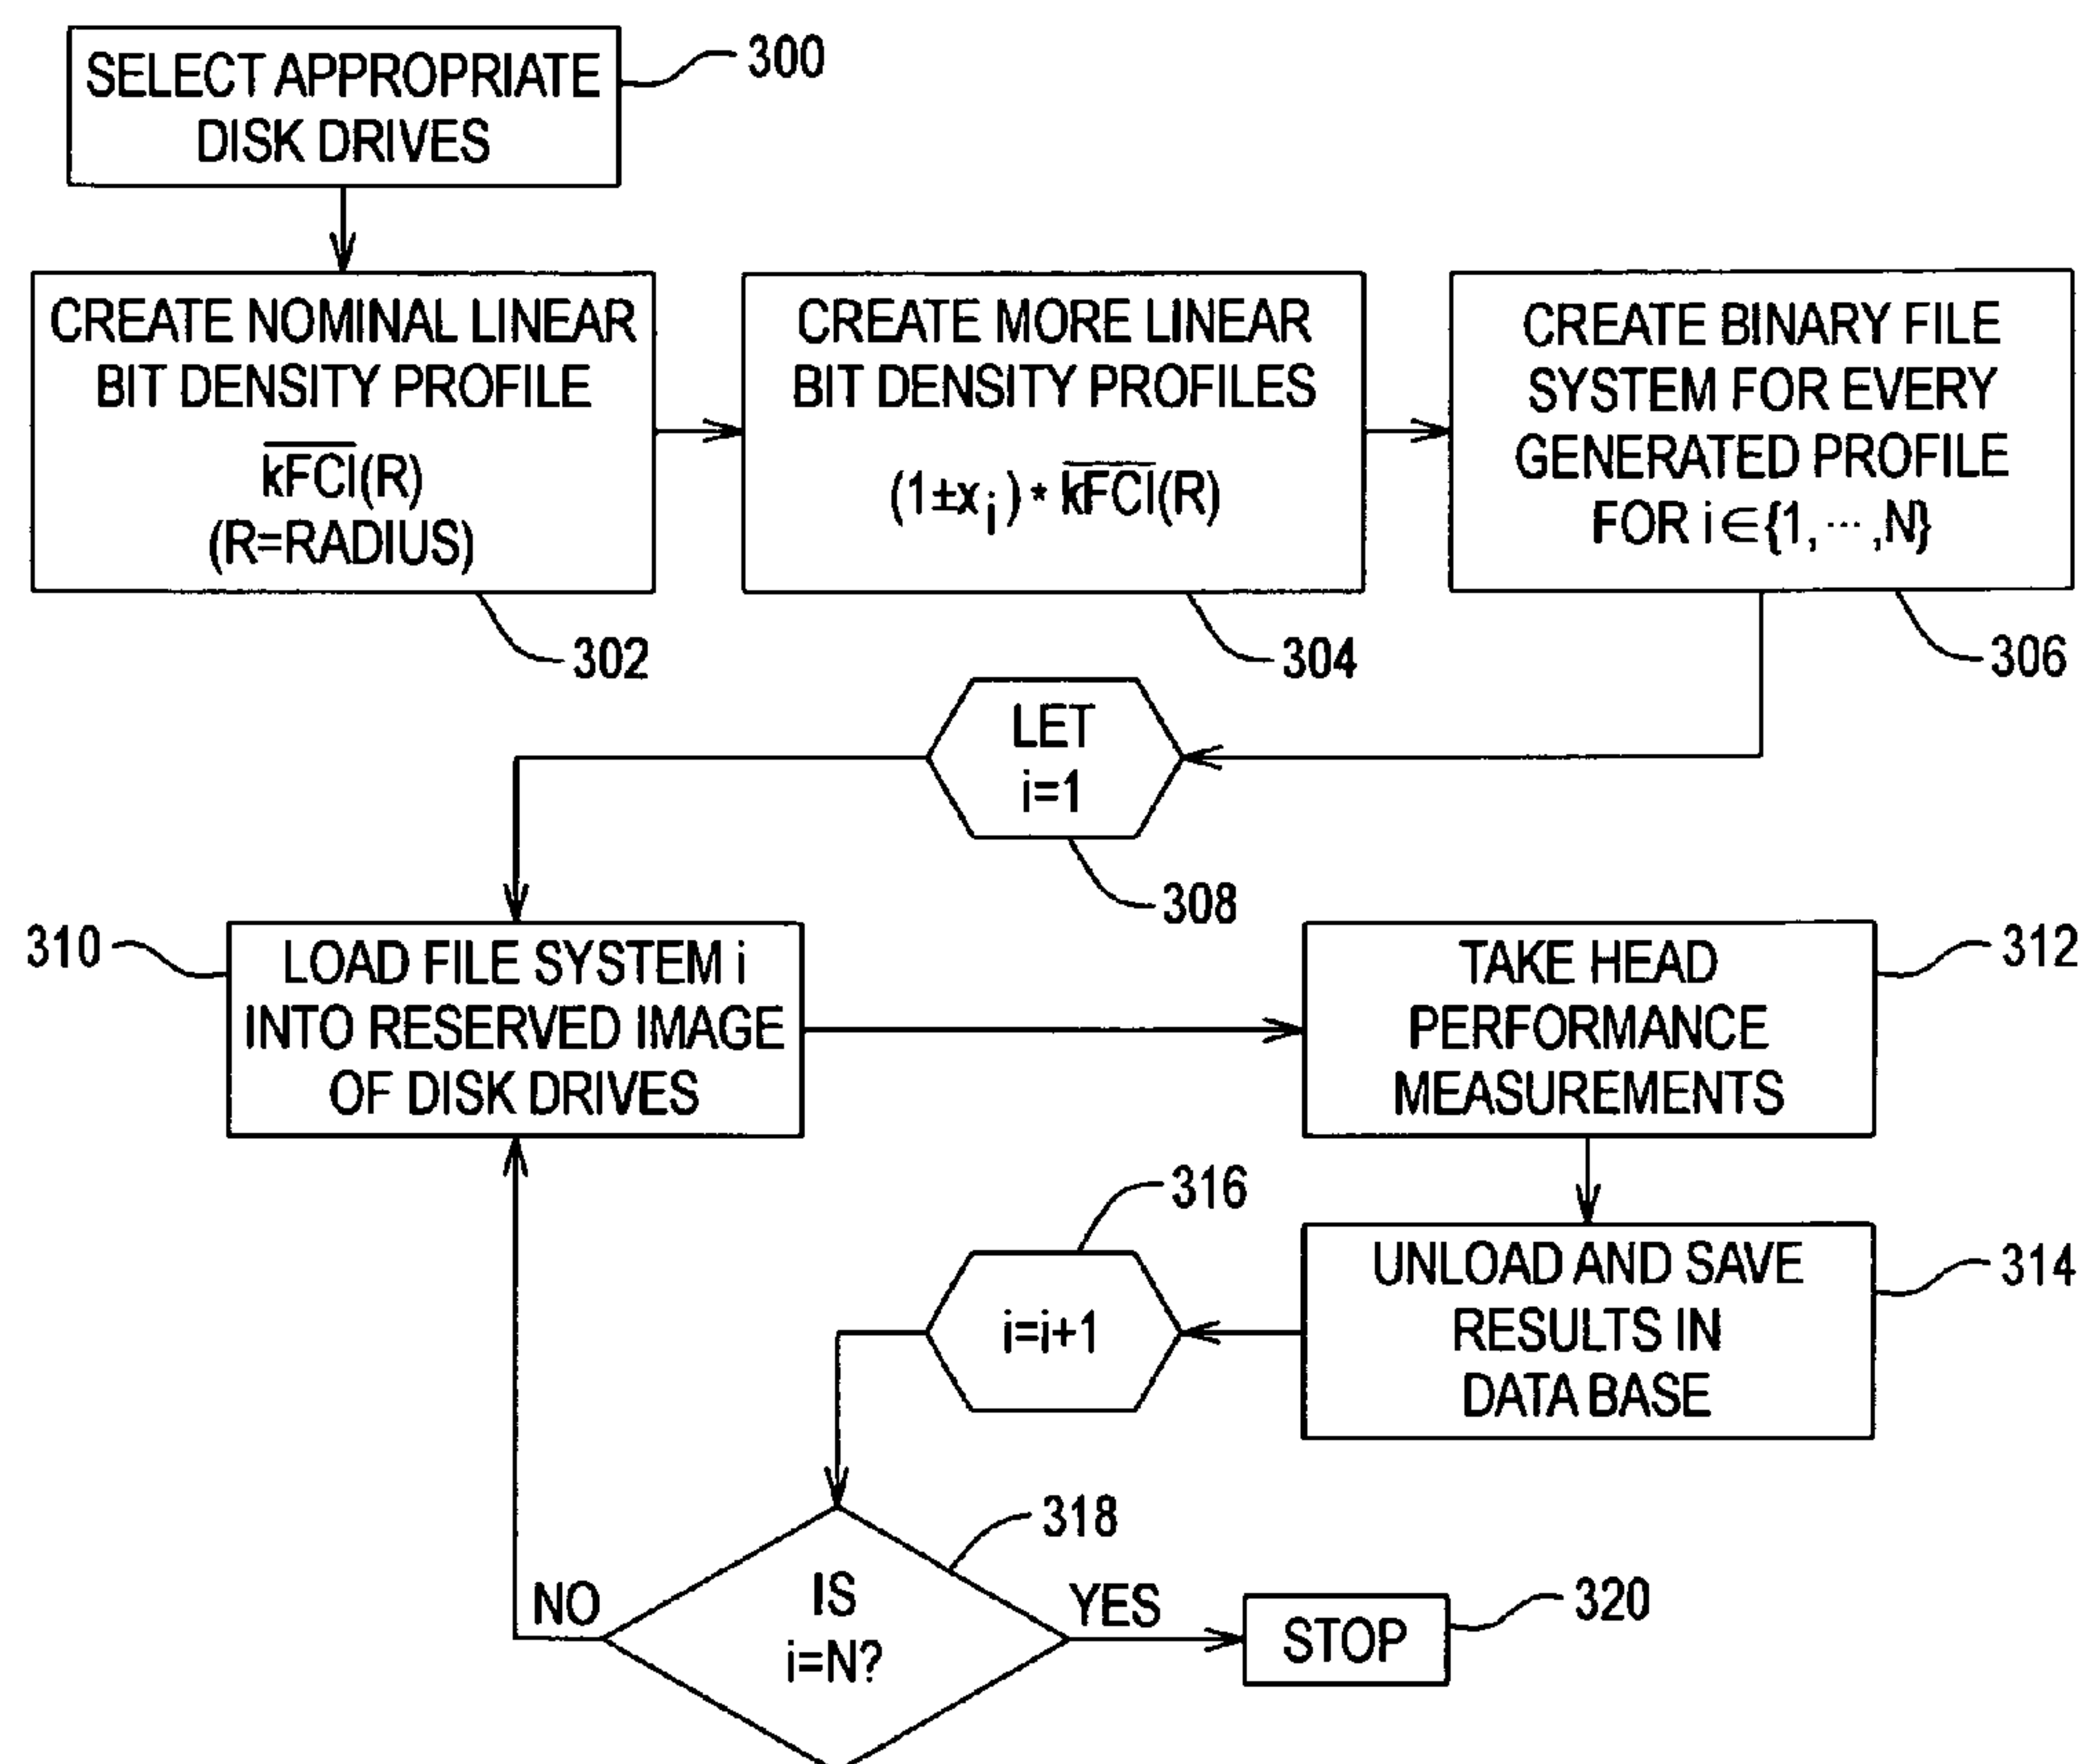 SELECT APPROPRIATE
DISK DRIVES
300
CREATE NOMINAL LINEAR
BIT DENSITY PROFILE
k̅F̅C̅I̅(R)
(R=RADIUS)
302
CREATE MORE LINEAR
BIT DENSITY PROFILES
(1±xᵢ) * k̅F̅C̅I̅(R)
304
CREATE BINARY FILE
SYSTEM FOR EVERY
GENERATED PROFILE
FOR i∈{1, ··· ,N}
306
LET
i=1
308
310
LOAD FILE SYSTEM i
INTO RESERVED IMAGE
OF DISK DRIVES
TAKE HEAD
PERFORMANCE
MEASUREMENTS
312
UNLOAD AND SAVE
RESULTS IN
DATA BASE
314
316
i=i+1
318
IS
i=N?
NO
YES
STOP
320